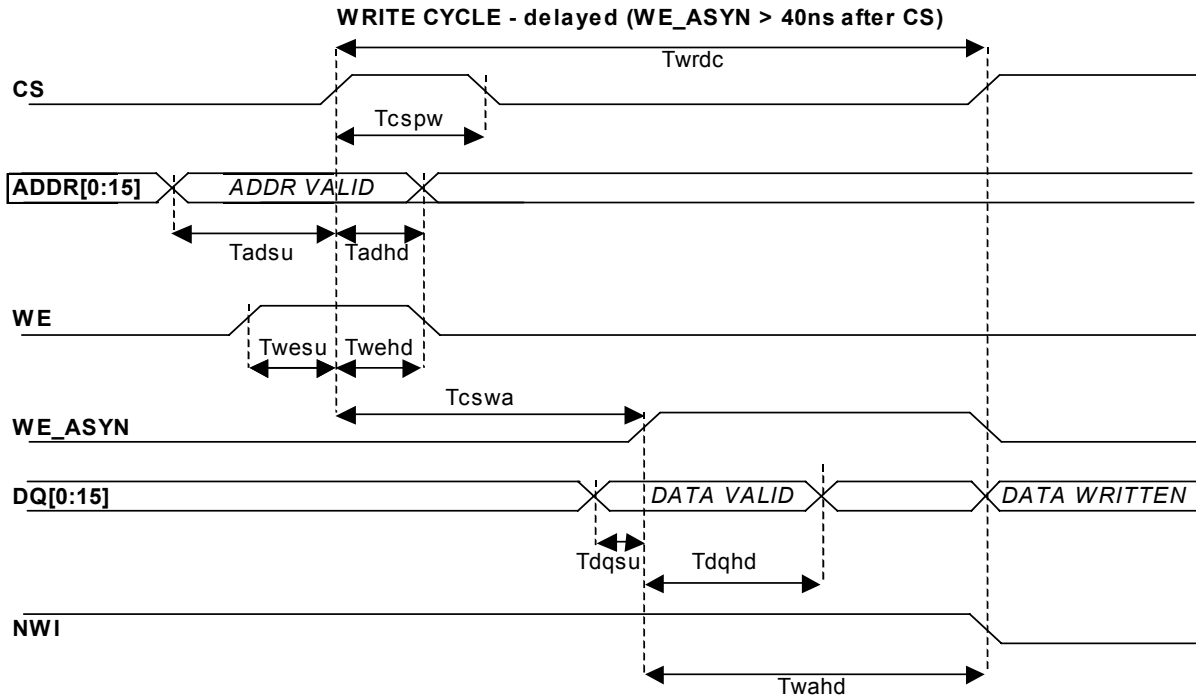 WRITE CYCLE - delayed (WE_ASYN > 40ns after CS)
Twrdc
CS
Tcspw
ADDR[0:15] ADDR VALID
Tadsu Tadhd
WE
Twesu Twehd
Tcswa
WE_ASYN
DQ[0:15] DATA VALID DATA WRITTEN
Tdqsu Tdqhd
NWI
Twahd